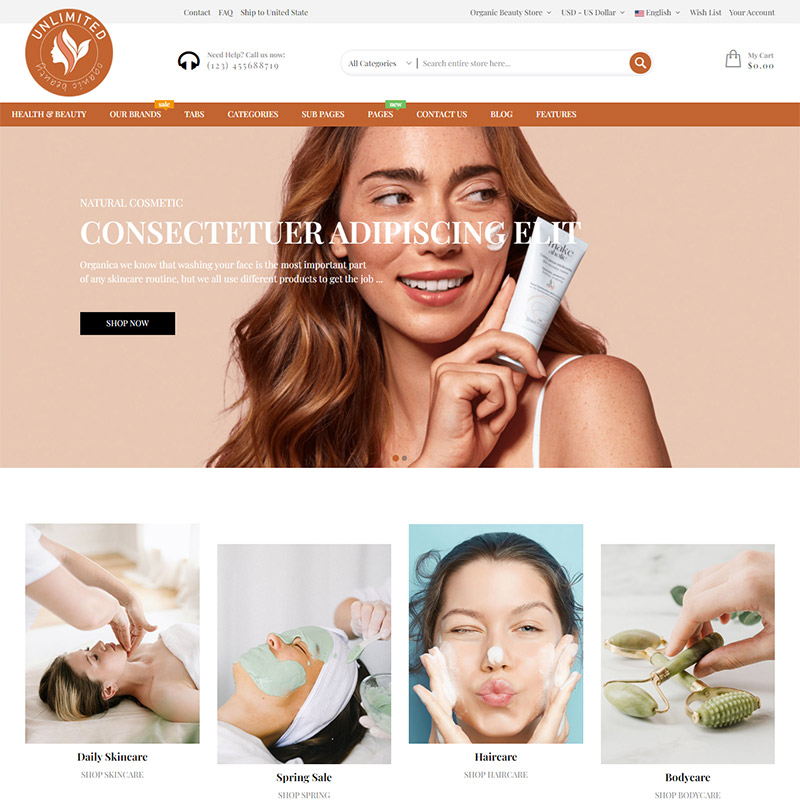 Contact FAQ Ship to United State
Organic Beauty Store USD - US Dollar English Wish List Your Account
UNLIMITED
organic beauty
Need Help? Call us now:
(123) 455688719
All Categories
Search entire store here...
My Cart
$0.00
sale
new
HEALTH & BEAUTY OUR BRANDS TABS CATEGORIES SUB PAGES PAGES CONTACT US BLOG FEATURES
NATURAL COSMETIC
CONSECTETUER ADIPISCING ELIT
Organica we know that washing your face is the most important part
of any skincare routine, but we all use different products to get the job ...
SHOP NOW
make
Daily Skincare
SHOP SKINCARE
Spring Sale
SHOP SPRING
Haircare
SHOP HAIRCARE
Bodycare
SHOP BODYCARE